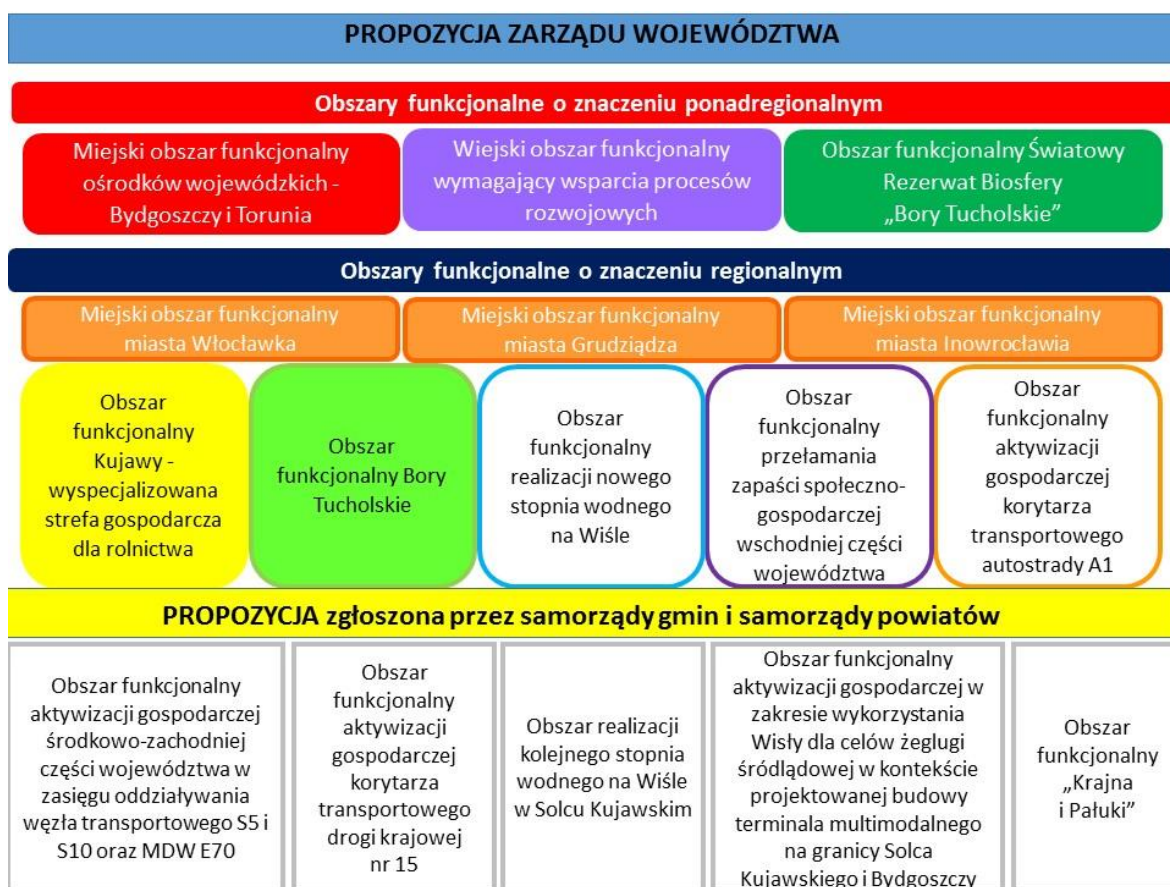 PROPOZYCJA ZARZĄDU WOJEWÓDZTWA
Obszary funkcjonalne o znaczeniu ponadregionalnym
Miejski obszar funkcjonalny
ośrodków wojewódzkich -
Bydgoszczy i Torunia
Wiejski obszar funkcjonalny
wymagający wsparcia procesów
rozwojowych
Obszar funkcjonalny Światowy
Rezerwat Biosfery
„Bory Tucholskie”
Obszary funkcjonalne o znaczeniu regionalnym
Miejski obszar funkcjonalny
miasta Włocławka
Miejski obszar funkcjonalny
miasta Grudziądza
Miejski obszar funkcjonalny
miasta Inowrocławia
Obszar
funkcjonalny
Kujawy -
wyspecjalizowana
strefa gospodarcza
dla rolnictwa
Obszar
funkcjonalny Bory
Tucholskie
Obszar
funkcjonalny
realizacji nowego
stopnia wodnego
na Wiśle
Obszar
funkcjonalny
przełamania
zapaści społeczno-
gospodarczej
wschodniej części
województwa
Obszar
funkcjonalny
aktywizacji
gospodarczej
korytarza
transportowego
autostrady A1
PROPOZYCJA zgłoszona przez samorządy gmin i samorządy powiatów
Obszar funkcjonalny
aktywizacji gospodarczej
środkowo-zachodniej
części województwa w
zasięgu oddziaływania
węzła transportowego S5 i
S10 oraz MDW E70
Obszar
funkcjonalny
aktywizacji
gospodarczej
korytarza
transportowego
drogi krajowej
nr 15
Obszar realizacji
kolejnego stopnia
wodnego na Wiśle
w Solcu Kujawskim
Obszar funkcjonalny
aktywizacji gospodarczej w
zakresie wykorzystania
Wisły dla celów żeglugi
śródlądowej w kontekście
projektowanej budowy
terminala multimodalnego
na granicy Solca
Kujawskiego i Bydgoszczy
Obszar
funkcjonalny
„Krajna
i Pałuki”